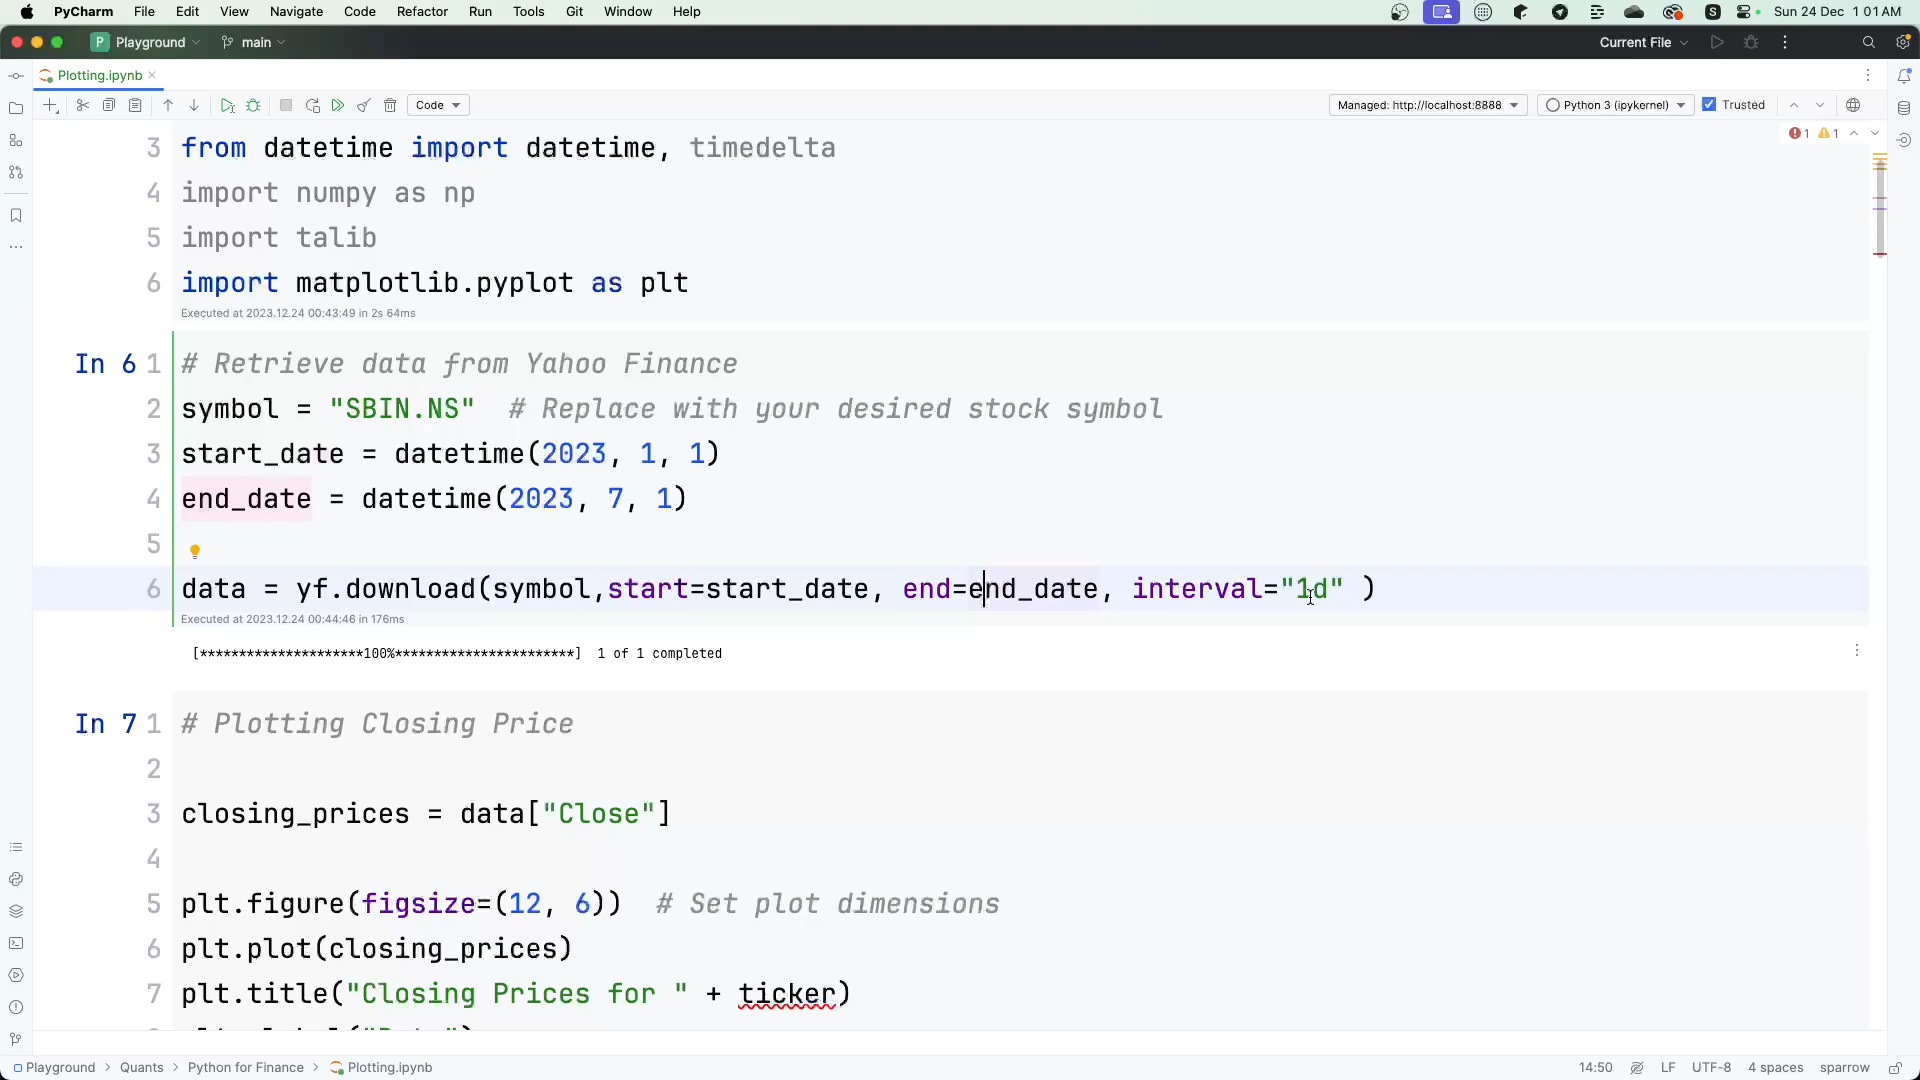 PyCharm File Edit View Navigate Code Refactor Run Tools Git Window Help S Sun 24 Dec 1 01 AM
P Playground main Current File
Plotting.ipynb
Code Managed: http://localhost:8888 Python 3 (ipykernel) Trusted
1 1
3 from datetime import datetime, timedelta
4 import numpy as np
5 import talib
6 import matplotlib.pyplot as plt
Executed at 2023.12.24 00:43:49 in 2s 64ms
In 6 1 # Retrieve data from Yahoo Finance
2 symbol = "SBIN.NS" # Replace with your desired stock symbol
3 start_date = datetime(2023, 1, 1)
4 end_date = datetime(2023, 7, 1)
5
6 data = yf.download(symbol,start=start_date, end=end_date, interval="1d" )
Executed at 2023.12.24 00:44:46 in 176ms
[*********************100%***********************] 1 of 1 completed
In 7 1 # Plotting Closing Price
2
3 closing_prices = data["Close"]
4
5 plt.figure(figsize=(12, 6)) # Set plot dimensions
6 plt.plot(closing_prices)
7 plt.title("Closing Prices for " + ticker)
Playground > Quants > Python for Finance > Plotting.ipynb 14:50 LF UTF-8 4 spaces sparrow